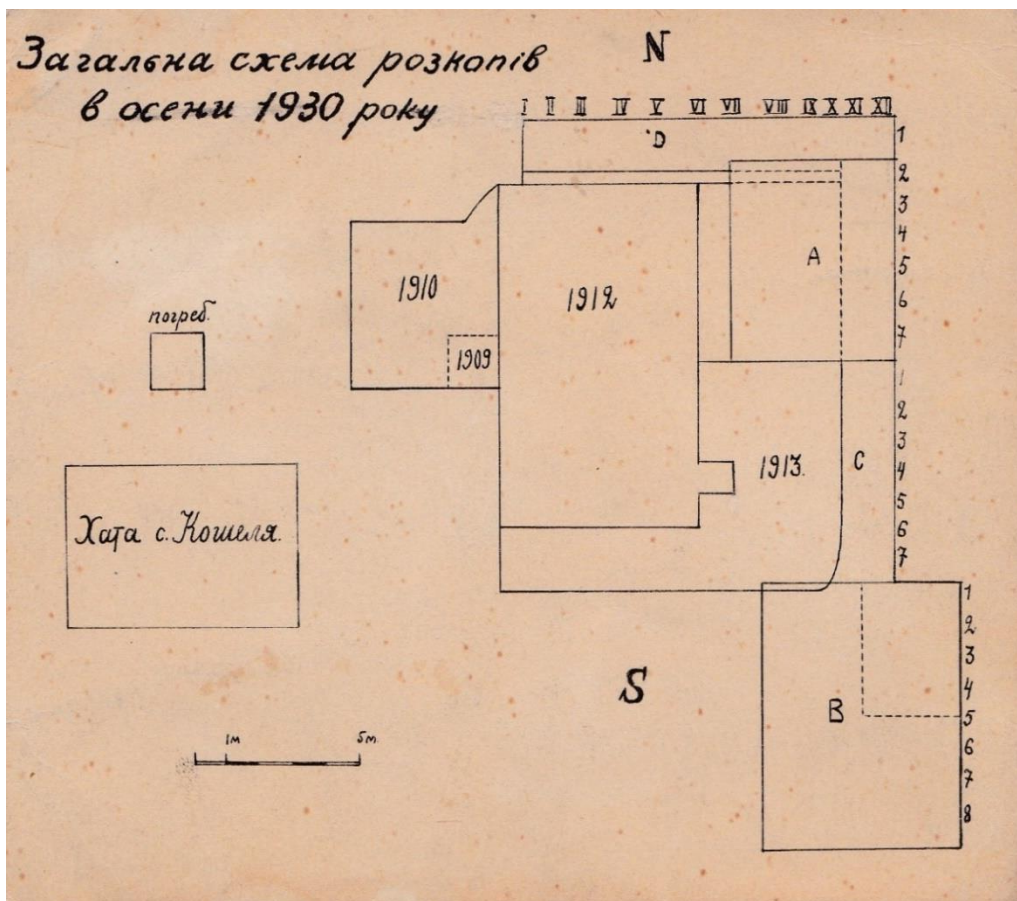 Загальна схема розкопів
в осени 1930 року
N
I II III IV V VI VII VIII IX X XI XII
D
1
2
3
4
5
6
7
A
1910
1912
1909
погреб.
1
2
3
4
5
6
7
1913.
C
Хата с. Кошеля.
S
1
2
3
4
5
6
7
8
B
1м 5м